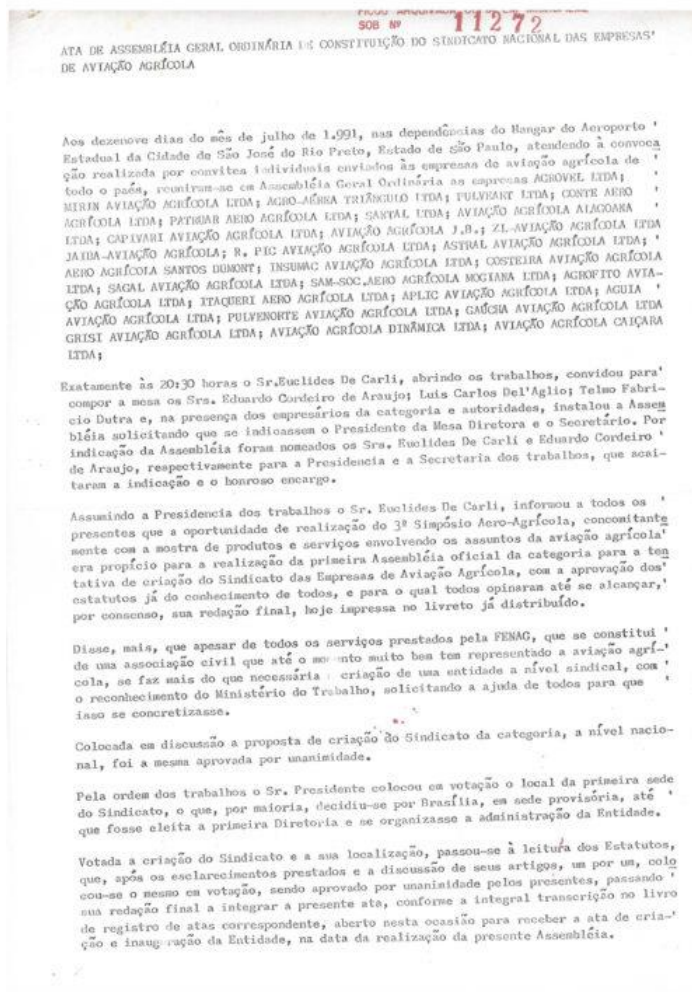 SOB Nº 11272
ATA DE ASSEMBLÉIA GERAL ORDINÁRIA DE CONSTITUIÇÃO DO SINDICATO NACIONAL DAS EMPRESAS'
DE AVIAÇÃO AGRÍCOLA
Aos dezenove dias do mês de julho de 1.991, nas dependências do Hangar do Aeroporto '
Estadual da Cidade de São José do Rio Preto, Estado de São Paulo, atendendo à convoca
ção realizada por convites individuais enviados às empresas de aviação agrícola de '
todo o país, reuniram-se em Assembléia Geral Ordinária as empresas AGROVEL LTDA;
MIRIN AVIAÇÃO AGRÍCOLA LTDA; AGRO-AÉREA TRIÂNGULO LTDA; PULVERT LTDA; CONTE AERO
AGRÍCOLA LTDA; PATRUAR AERO AGRÍCOLA LTDA; SANTAL LTDA; AVIAÇÃO AGRÍCOLA ALAGOANA '
LTDA; CAPIVARI AVIAÇÃO AGRÍCOLA LTDA; AVIAÇÃO AGRÍCOLA J.B.; ZL-AVIAÇÃO AGRÍCOLA LTDA
JAIDA-AVIAÇÃO AGRÍCOLA; R. PIC AVIAÇÃO AGRÍCOLA LTDA; ASTRAL AVIAÇÃO AGRÍCOLA LTDA; '
AERO AGRÍCOLA SANTOS DUMONT; INSUMAC AVIAÇÃO AGRÍCOLA LTDA; COSTEIRA AVIAÇÃO AGRÍCOLA
LTDA; SAGAL AVIAÇÃO AGRÍCOLA LTDA; SAM-SOC.AERO AGRÍCOLA MOGIANA LTDA; AGROFITO AVIA-
ÇÃO AGRÍCOLA LTDA; ITAQUERI AERO AGRÍCOLA LTDA; APLIC AVIAÇÃO AGRÍCOLA LTDA; AGUIA '
AVIAÇÃO AGRÍCOLA LTDA; PULVENORTE AVIAÇÃO AGRÍCOLA LTDA; GAÚCHA AVIAÇÃO AGRÍCOLA LTDA
GRISI AVIAÇÃO AGRÍCOLA LTDA; AVIAÇÃO AGRÍCOLA DINÂMICA LTDA; AVIAÇÃO AGRÍCOLA CAIÇARA
LTDA;
Exatamente às 20:30 horas o Sr.Euclides De Carli, abrindo os trabalhos, convidou para'
compor a mesa os Srs. Eduardo Cordeiro de Araujo; Luis Carlos Del'Aglio; Telmo Fabri-
cio Dutra e, na presença dos empresários da categoria e autoridades, instalou a Assem
bléia solicitando que se indicassem o Presidente da Mesa Diretora e o Secretário. Por
indicação da Assembléia foram nomeados os Srs. Euclides De Carli e Eduardo Cordeiro '
de Araujo, respectivamente para a Presidencia e a Secretaria dos trabalhos, que acei-
taram a indicação e o honroso encargo.
Assumindo a Presidencia dos trabalhos o Sr. Euclides De Carli, informou a todos os '
presentes que a oportunidade de realização do 3º Simpósio Aero-Agrícola, concomitante
mente com a mostra de produtos e serviços envolvendo os assuntos da aviação agrícola'
era propício para a realização da primeira Assembléia oficial da categoria para a ten
tativa de criação do Sindicato das Empresas de Aviação Agrícola, com a aprovação dos'
estatutos já do conhecimento de todos, e para o qual todos opinaram até se alcançar,'
por consenso, sua redação final, hoje impressa no livreto já distribuído.
Disse, mais, que apesar de todos os serviços prestados pela FENAG, que se constitui '
de uma associação civil que até o momento muito bem tem representado a aviação agrí-'
cola, se faz mais do que necessária criação de uma entidade a nível sindical, com '
o reconhecimento do Ministério do Trabalho, solicitando a ajuda de todos para que '
isso se concretizasse.
Colocada em discussão a proposta de criação do Sindicato da categoria, a nível nacio-
nal, foi a mesma aprovada por unanimidade.
Pela ordem dos trabalhos o Sr. Presidente colocou em votação o local da primeira sede
do Sindicato, o que, por maioria, decidiu-se por Brasília, em sede provisória, até '
que fosse eleita a primeira Diretoria e se organizasse a administração da Entidade.
Votada a criação do Sindicato e a sua localização, passou-se à leitura dos Estatutos,
que, após os esclarecimentos prestados e a discussão de seus artigos, um por um, colo
cou-se o mesmo em votação, sendo aprovado por unanimidade pelos presentes, passando '
sua redação final a integrar a presente ata, conforme a integral transcrição no livro
de registro de atas correspondente, aberto nesta ocasião para receber a ata de cria-'
ção e inauguração da Entidade, na data da realização da presente Assembléia.